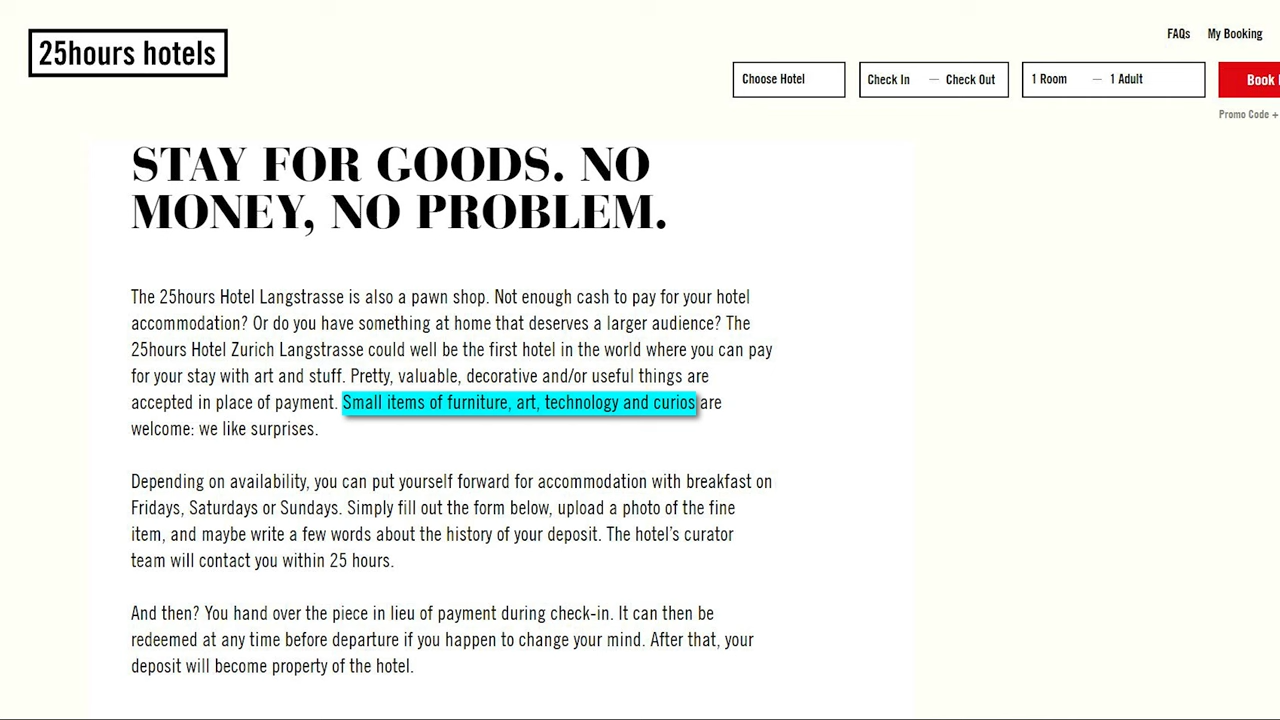 25hours hotels
FAQs My Booking
Choose Hotel Check In — Check Out 1 Room — 1 Adult Book
Promo Code +
STAY FOR GOODS. NO
MONEY, NO PROBLEM.
The 25hours Hotel Langstrasse is also a pawn shop. Not enough cash to pay for your hotel
accommodation? Or do you have something at home that deserves a larger audience? The
25hours Hotel Zurich Langstrasse could well be the first hotel in the world where you can pay
for your stay with art and stuff. Pretty, valuable, decorative and/or useful things are
accepted in place of payment. Small items of furniture, art, technology and curios are
welcome: we like surprises.
Depending on availability, you can put yourself forward for accommodation with breakfast on
Fridays, Saturdays or Sundays. Simply fill out the form below, upload a photo of the fine
item, and maybe write a few words about the history of your deposit. The hotel's curator
team will contact you within 25 hours.
And then? You hand over the piece in lieu of payment during check-in. It can then be
redeemed at any time before departure if you happen to change your mind. After that, your
deposit will become property of the hotel.